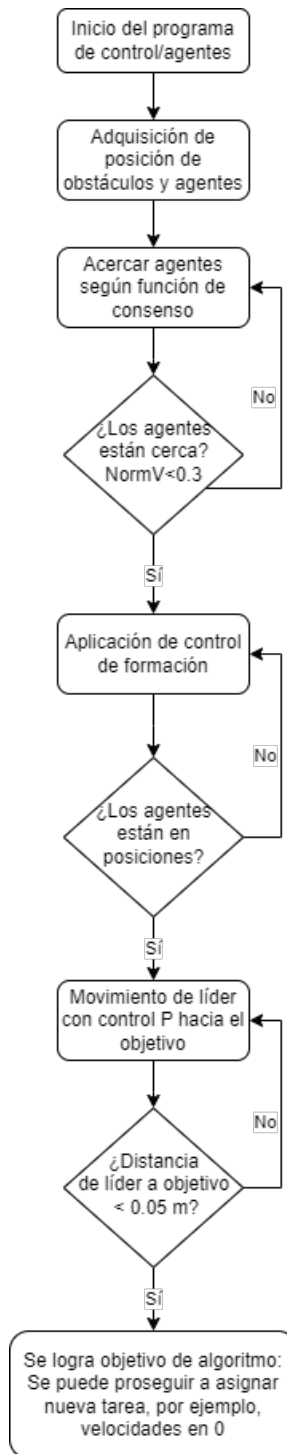 Inicio del programa
de control/agentes
Adquisición de
posición de
obstáculos y agentes
Acercar agentes
según función de
consenso
No
¿Los agentes
están cerca?
NormV<0.3
Sí
Aplicación de control
de formación
No
¿Los agentes
están en
posiciones?
Sí
Movimiento de líder
con control P hacia el
objetivo
No
¿Distancia
de líder a objetivo
< 0.05 m?
Sí
Se logra objetivo de algoritmo:
Se puede proseguir a asignar
nueva tarea, por ejemplo,
velocidades en 0